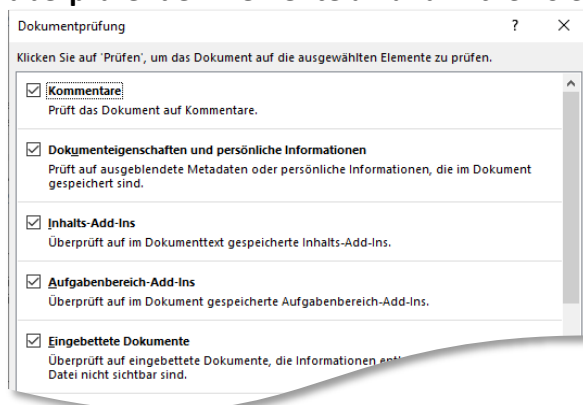 Dokumentprüfung ? ×
Klicken Sie auf 'Prüfen', um das Dokument auf die ausgewählten Elemente zu prüfen.
Kommentare
Prüft das Dokument auf Kommentare.
Dokumenteigenschaften und persönliche Informationen
Prüft auf ausgeblendete Metadaten oder persönliche Informationen, die im Dokument
gespeichert sind.
Inhalts-Add-Ins
Überprüft auf im Dokumenttext gespeicherte Inhalts-Add-Ins.
Aufgabenbereich-Add-Ins
Überprüft auf im Dokument gespeicherte Aufgabenbereich-Add-Ins.
Eingebettete Dokumente
Überprüft auf eingebettete Dokumente, die Informationen
Datei nicht sichtbar sind.